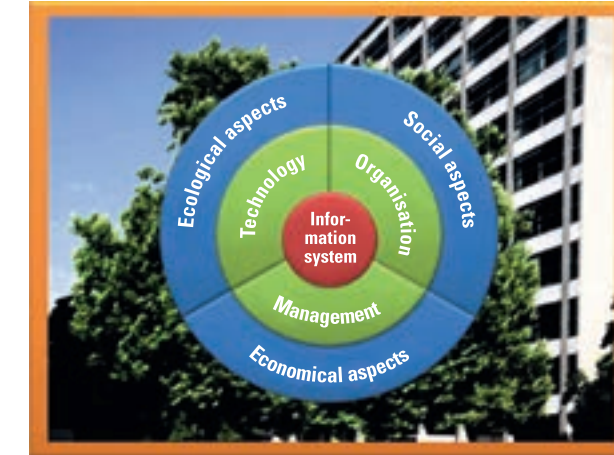 Ecological aspects
Social aspects
Technology
Organisation
Infor-
mation
system
Management
Economical aspects